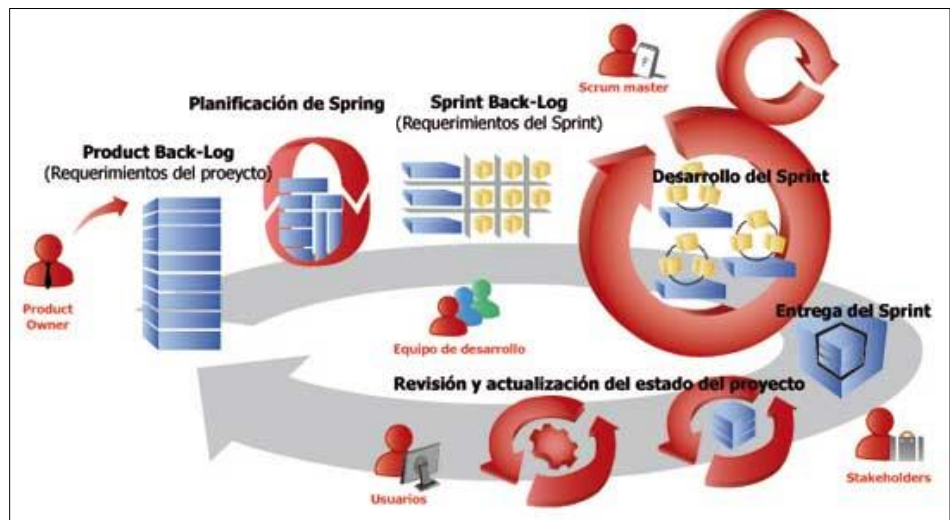 Scrum master
Planificación de Spring
Sprint Back-Log
(Requerimientos del Sprint)
Product Back-Log
(Requerimientos del proeycto)
Desarrollo del Sprint
Product
Owner
Entrega del Sprint
Equipo de desarrollo
Revisión y actualización del estado del proyecto
Usuarios
Stakeholders